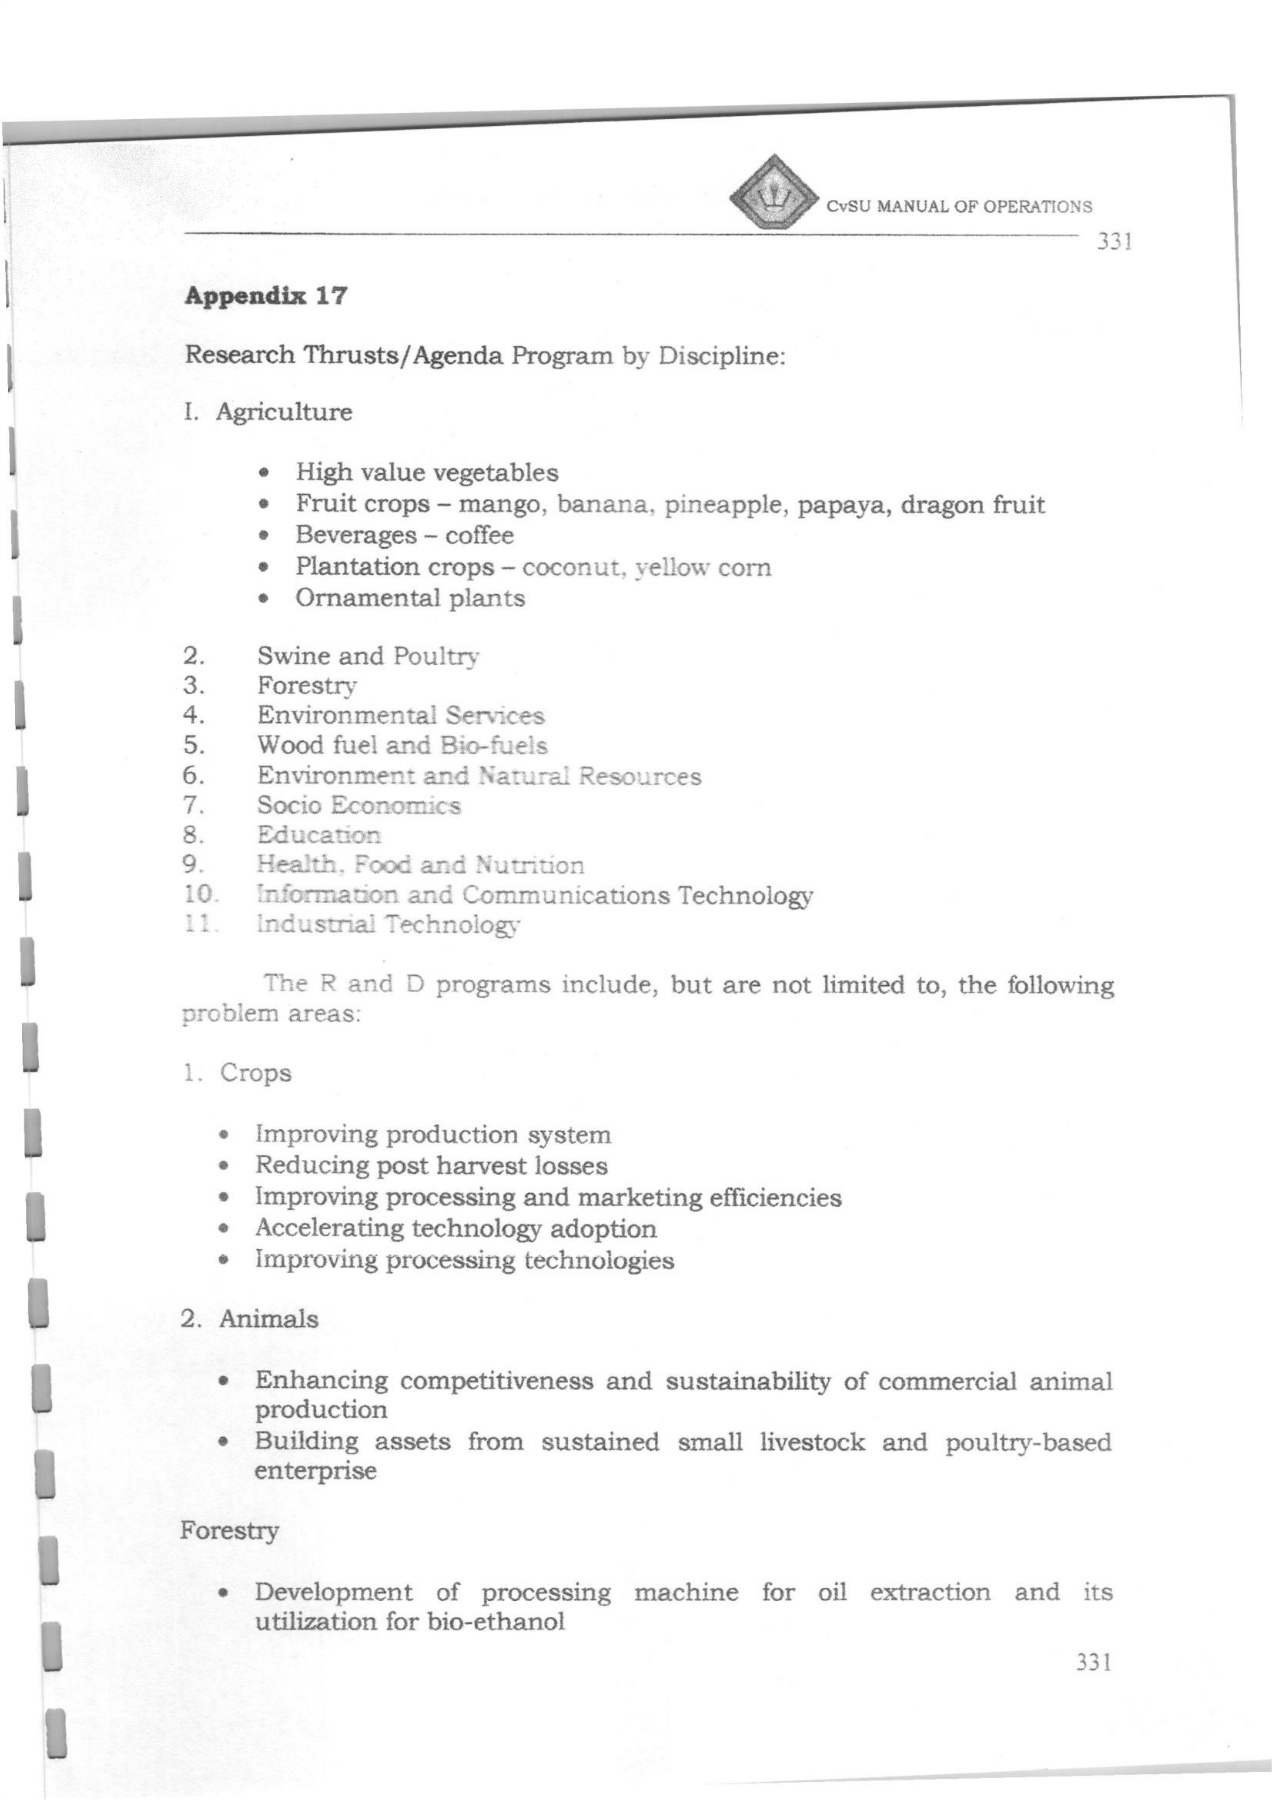 CvSU MANUAL OF OPERATIONS
331
Appendix 17
Research Thrusts/Agenda Program by Discipline:
I. Agriculture
• High value vegetables
• Fruit crops – mango, banana, pineapple, papaya, dragon fruit
• Beverages – coffee
• Plantation crops – coconut, yellow corn
• Ornamental plants
2. Swine and Poultry
3. Forestry
4. Environmental Services
5. Wood fuel and Bio-fuels
6. Environment and Natural Resources
7. Socio Economics
8. Education
9. Health, Food and Nutrition
10. Information and Communications Technology
11. Industrial Technology
The R and D programs include, but are not limited to, the following
problem areas:
1. Crops
• Improving production system
• Reducing post harvest losses
• Improving processing and marketing efficiencies
• Accelerating technology adoption
• Improving processing technologies
2. Animals
• Enhancing competitiveness and sustainability of commercial animal
production
• Building assets from sustained small livestock and poultry-based
enterprise
Forestry
• Development of processing machine for oil extraction and its
utilization for bio-ethanol
331